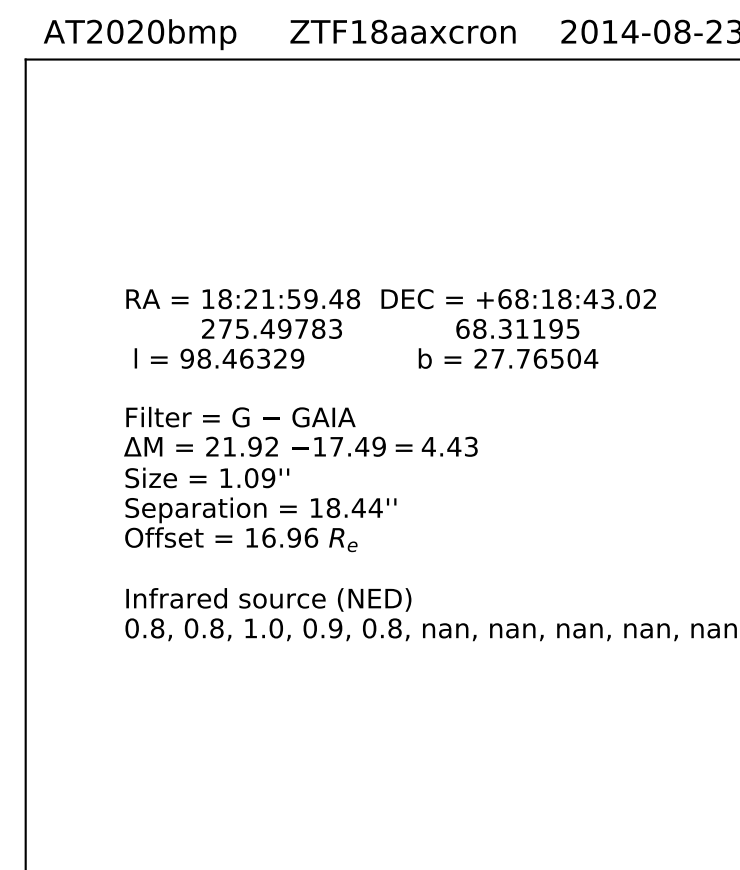 AT2020bmp ZTF18aaxcron 2014-08-23
RA = 18:21:59.48 DEC = +68:18:43.02
275.49783 68.31195
l = 98.46329 b = 27.76504
Filter = G − GAIA
ΔM = 21.92 −17.49 = 4.43
Size = 1.09''
Separation = 18.44''
Offset = 16.96 Re
Infrared source (NED)
0.8, 0.8, 1.0, 0.9, 0.8, nan, nan, nan, nan, nan